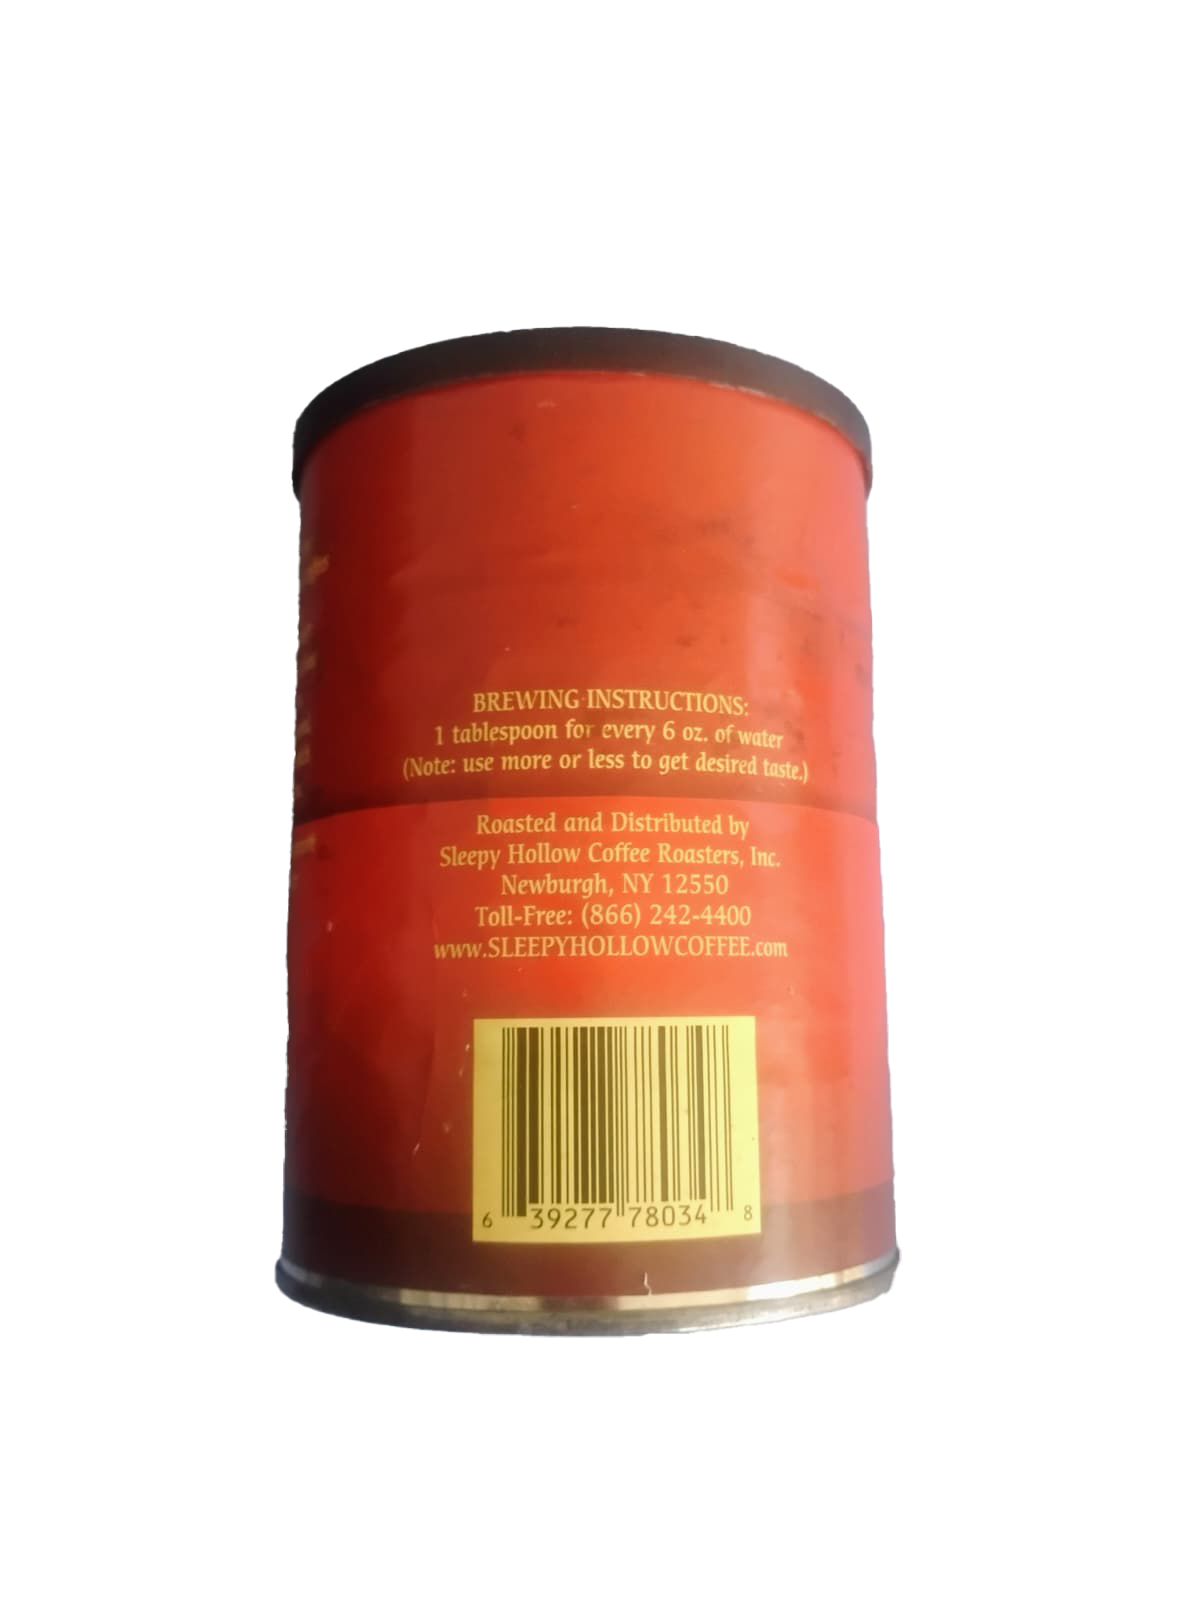 BREWING INSTRUCTIONS:
1 tablespoon for every 6 oz. of water
(Note: use more or less to get desired taste.)
Roasted and Distributed by
Sleepy Hollow Coffee Roasters, Inc.
Newburgh, NY 12550
Toll-Free: (866) 242-4400
www.SLEEPYHOLLOWCOFFEE.com
6 39277 78034 8